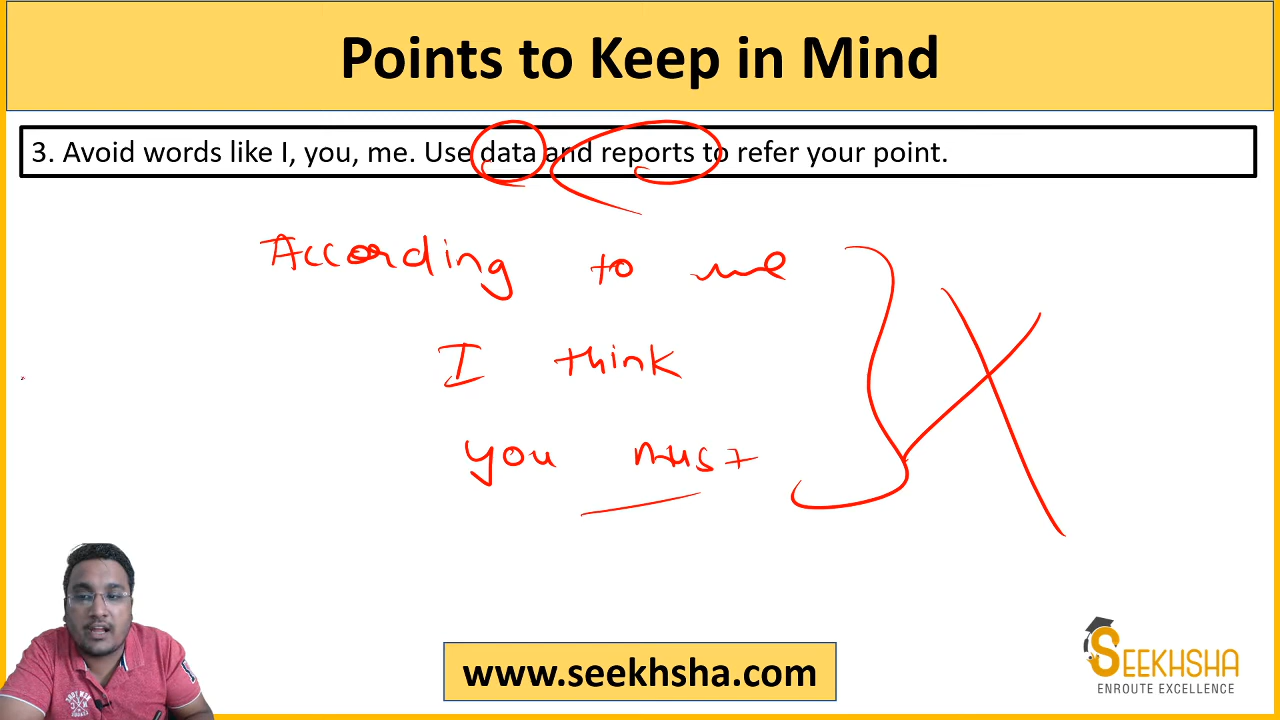 Points to Keep in Mind
3. Avoid words like I, you, me. Use data and reports to refer your point.
According to me
I think
you must
www.seekhsha.com
SEEKHSHA
ENROUTE EXCELLENCE